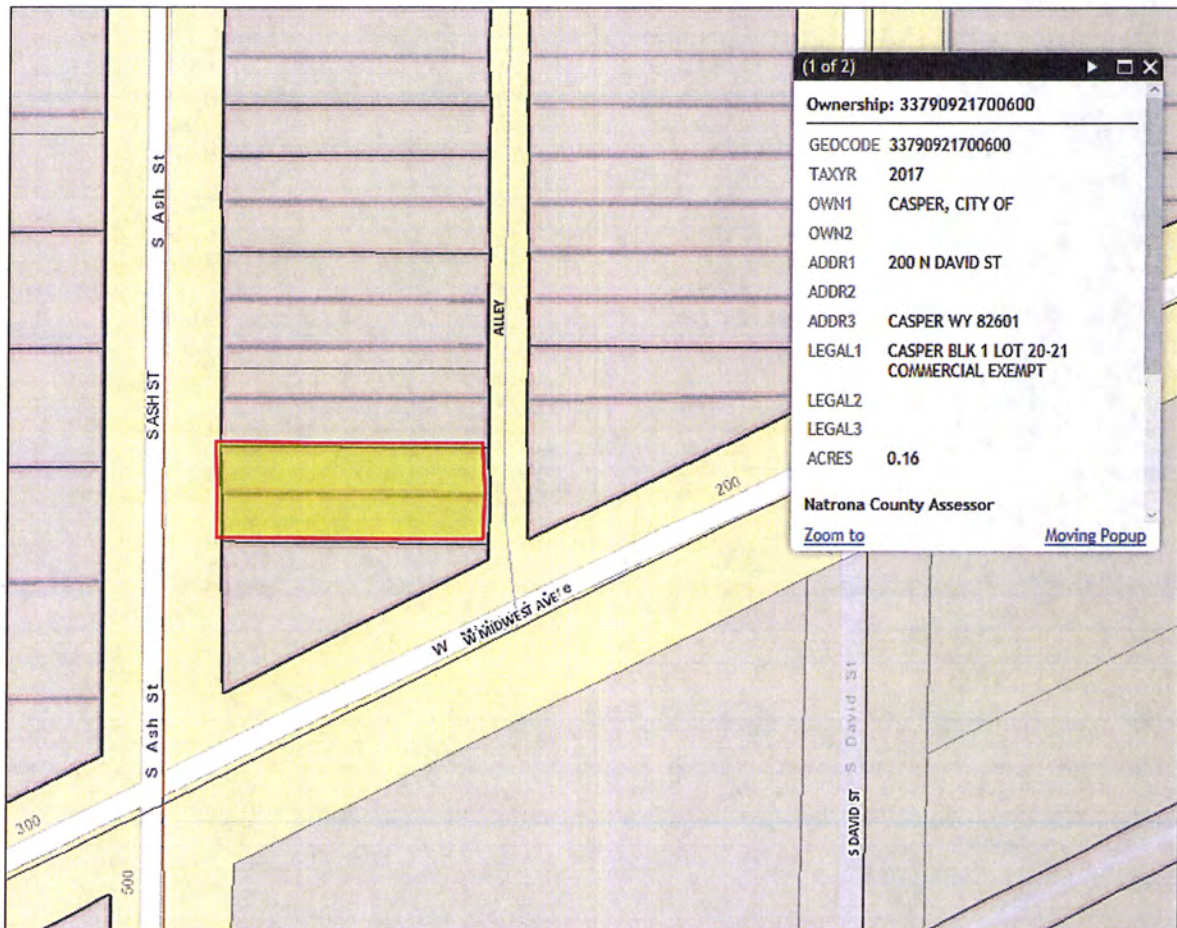 (1 of 2)
Ownership: 33790921700600
GEOCODE 33790921700600
TAXYR 2017
OWN1 CASPER, CITY OF
OWN2
ADDR1 200 N DAVID ST
ADDR2
ADDR3 CASPER WY 82601
LEGAL1 CASPER BLK 1 LOT 20-21
COMMERCIAL EXEMPT
LEGAL2
LEGAL3
ACRES 0.16
Natrona County Assessor
Zoom to Moving Popup
S Ash St
ALLEY
S ASH ST
200
W W MIDWEST AVE
S Ash St
S David St
S DAVID ST
300
500